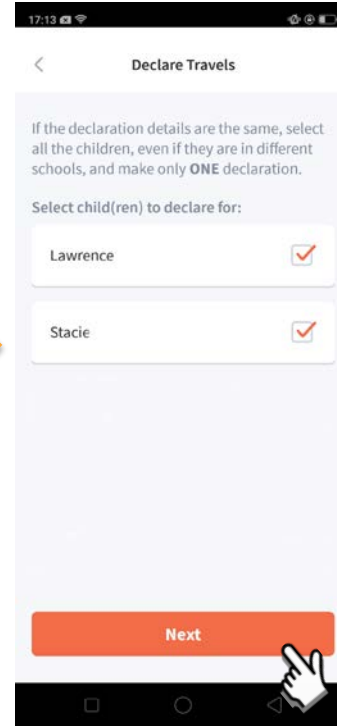 17:13
Declare Travels
If the declaration details are the same, select
all the children, even if they are in different
schools, and make only ONE declaration.
Select child(ren) to declare for:
Lawrence
Stacie
Next